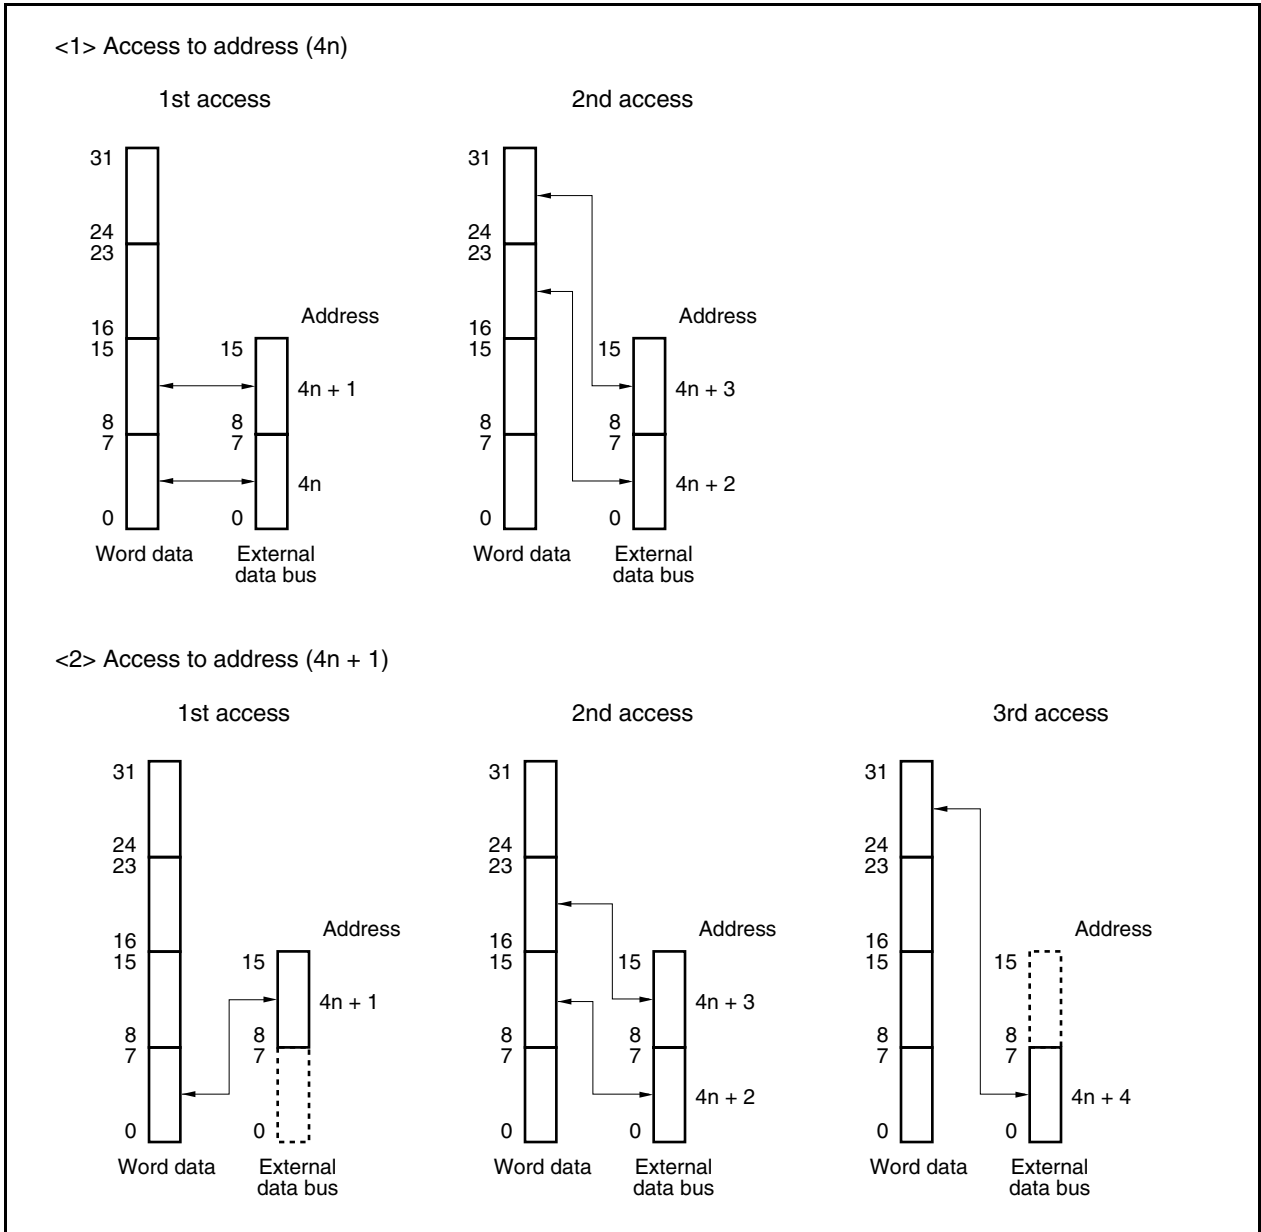 <1> Access to address (4n)
1st access
2nd access
31
24
23
16
15
8
7
0
Word data
Address
15
4n + 1
8
7
4n
0
External
data bus
31
24
23
16
15
8
7
0
Word data
Address
15
4n + 3
8
7
4n + 2
0
External
data bus
<2> Access to address (4n + 1)
1st access
2nd access
3rd access
31
24
23
16
15
8
7
0
Word data
Address
15
4n + 1
8
7
0
External
data bus
31
24
23
16
15
8
7
0
Word data
Address
15
4n + 3
8
7
4n + 2
0
External
data bus
31
24
23
16
15
8
7
0
Word data
Address
15
8
7
4n + 4
0
External
data bus